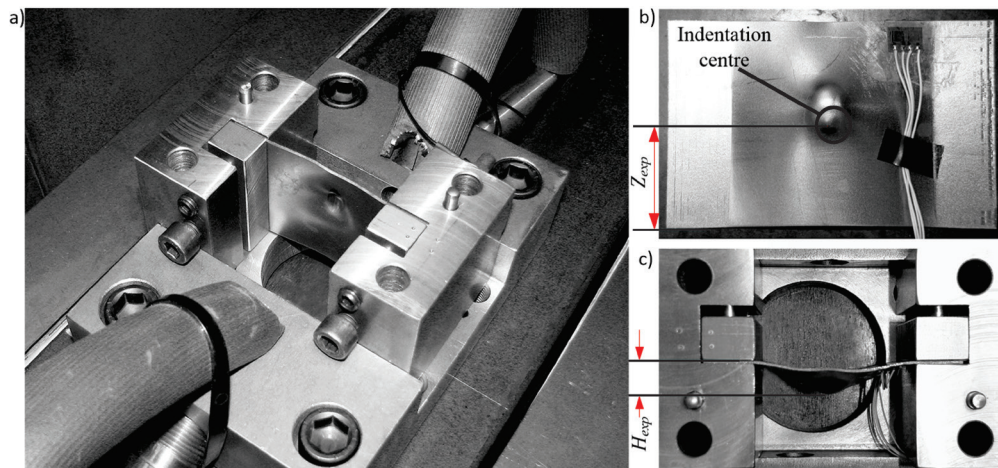 a)
b)
Indentation
centre
Z_exp
c)
H_exp